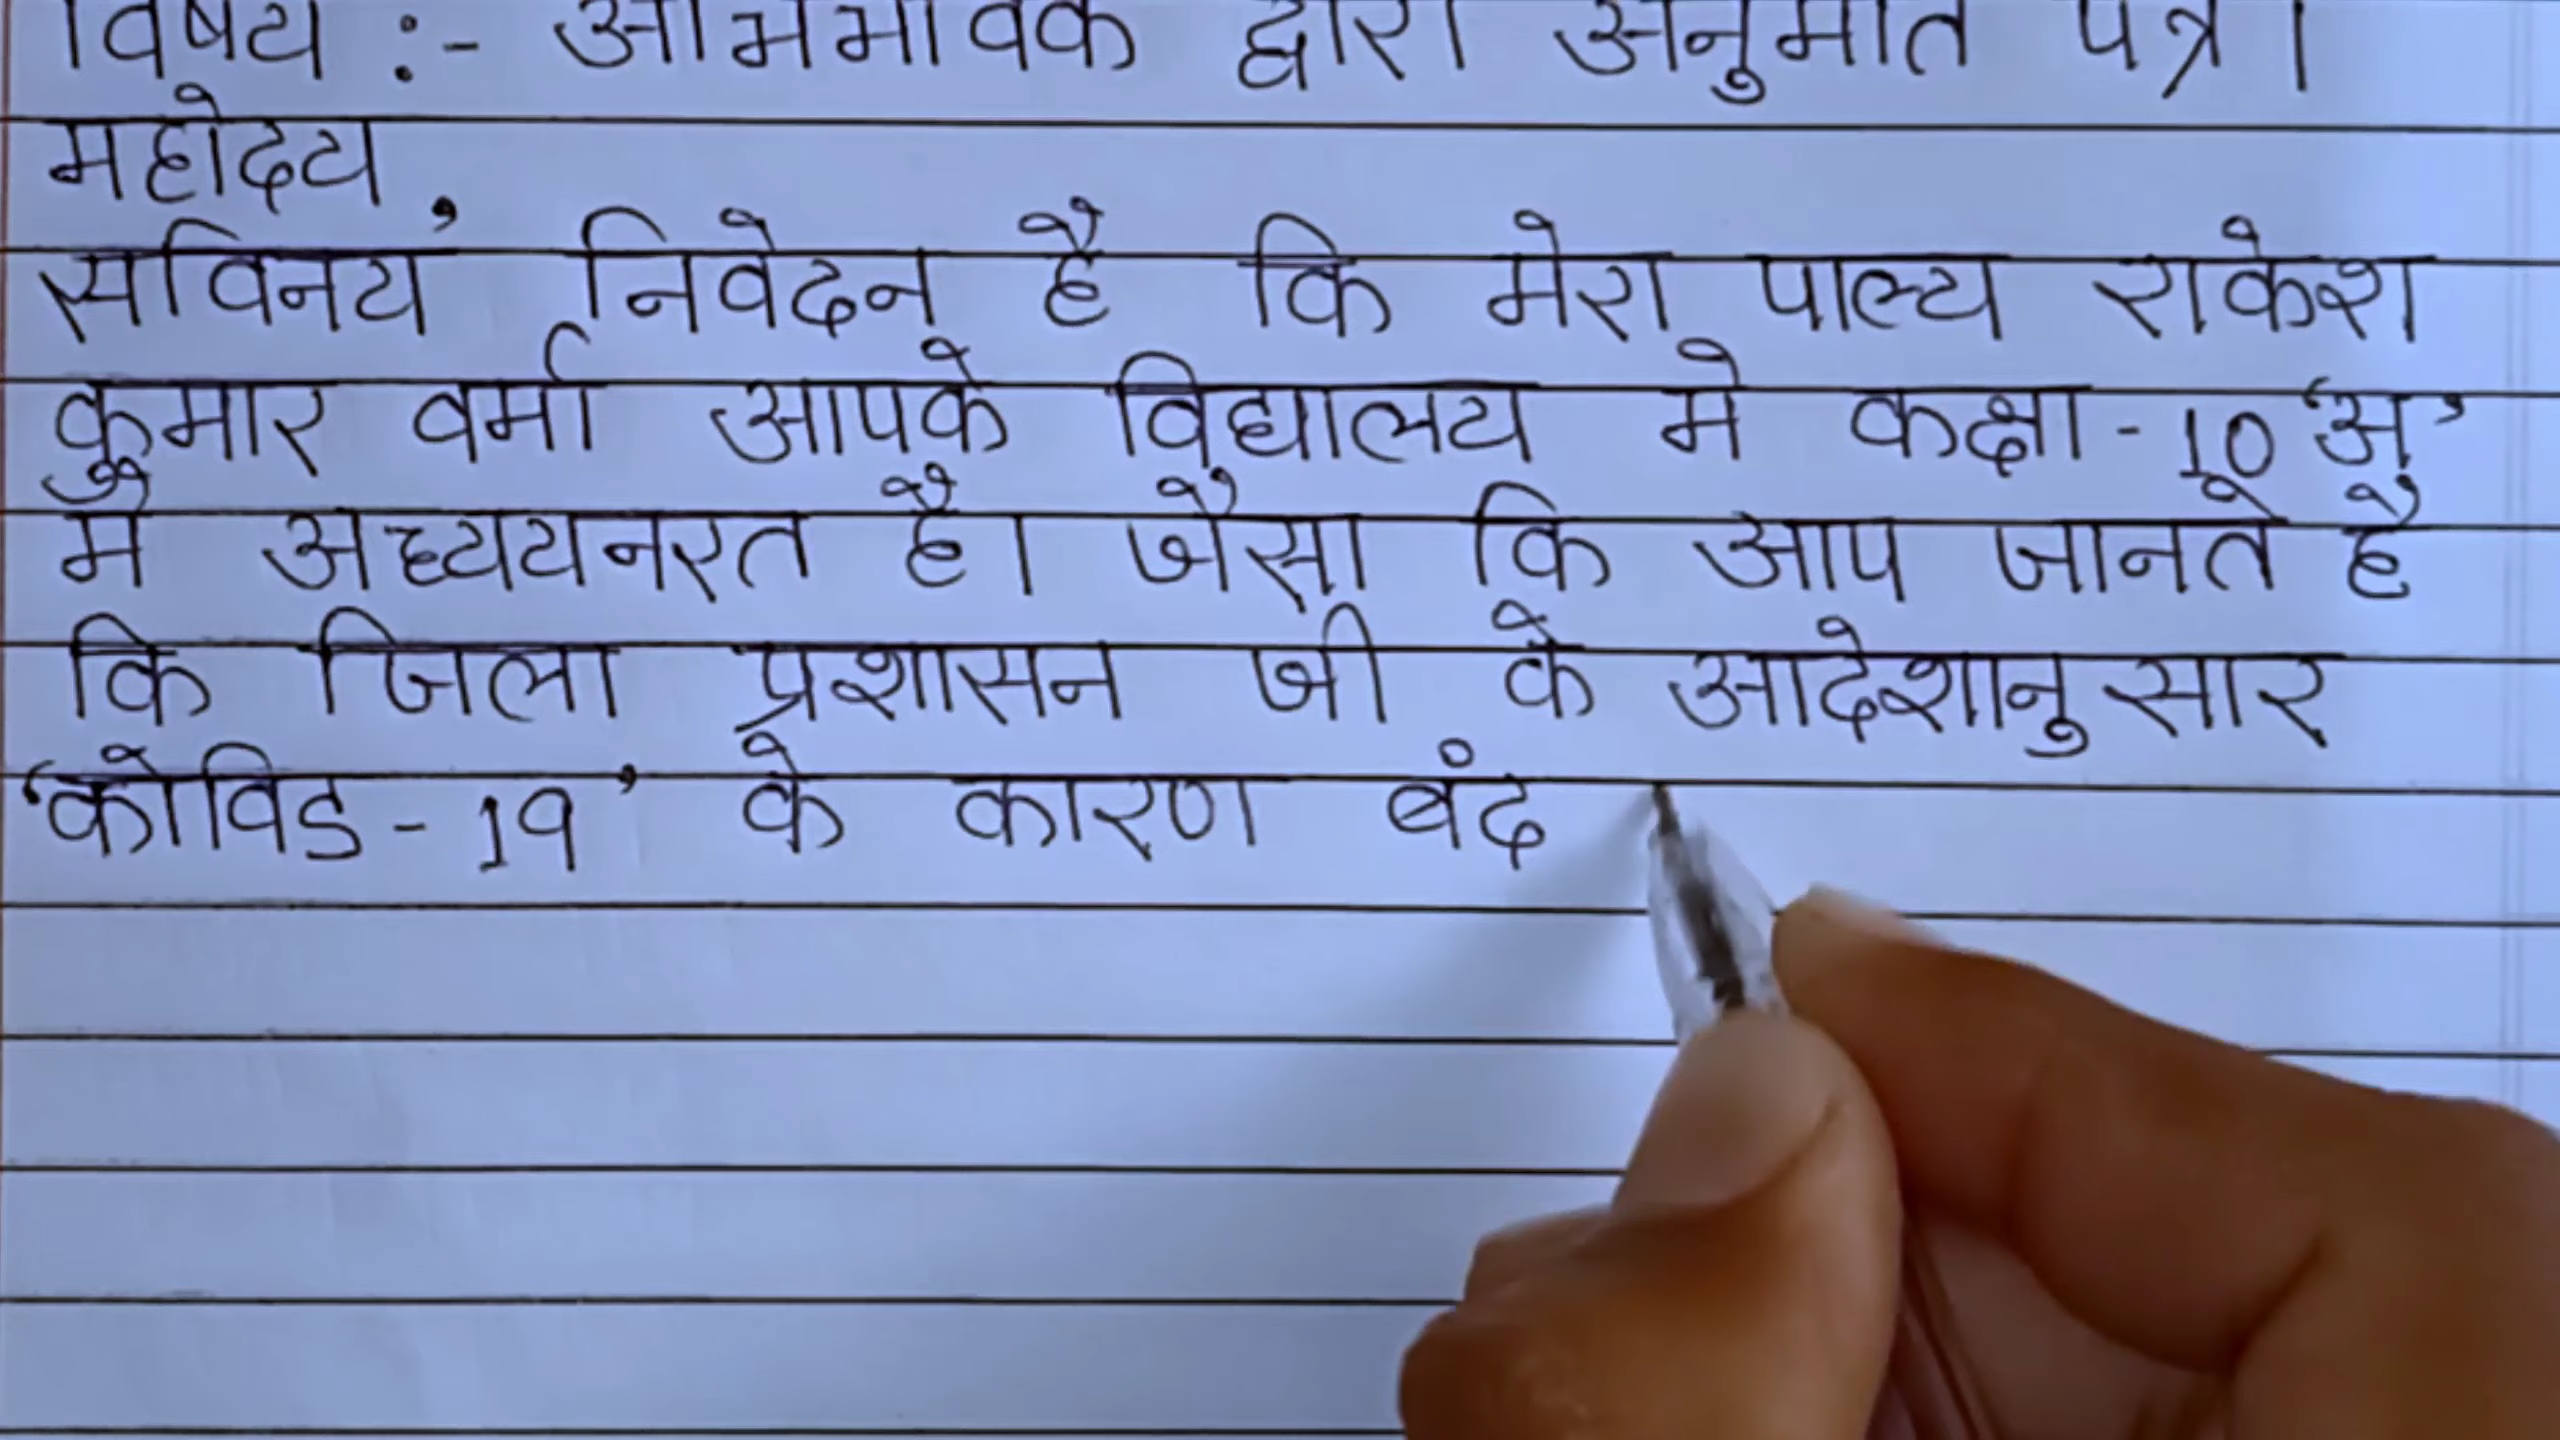 विषय :- अभिभावक द्वारा अनुमति पत्र।
महोदय,
सविनय निवेदन है कि मेरा पाल्य राकेश
कुमार वर्मा आपके विद्यालय मे कक्षा-10 'अ'
मे अध्ययनरत है। जैसा कि आप जानते है
कि जिला प्रशासन जी के आदेशानुसार
'कोविड-19' के कारण बंद